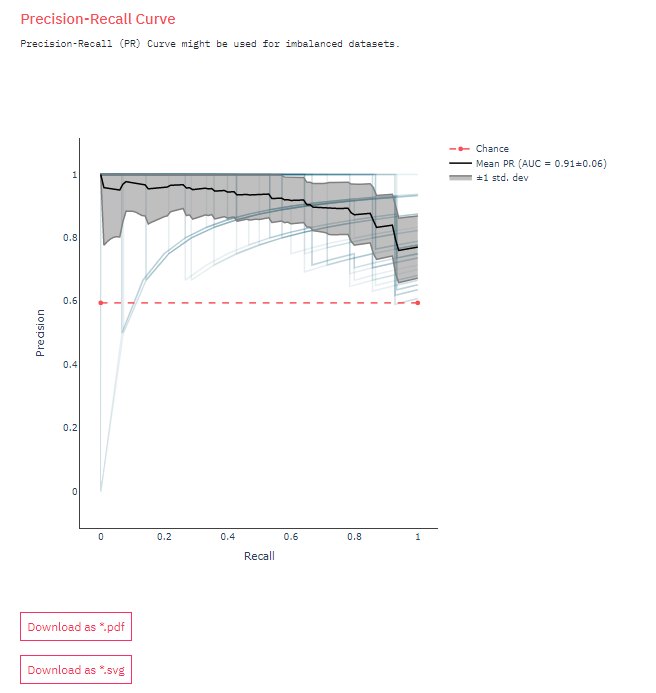 Precision-Recall Curve
Precision-Recall (PR) Curve might be used for imbalanced datasets.
Chance
Mean PR (AUC = 0.91±0.06)
±1 std. dev
1
0.8
0.6
0.4
0.2
0
Precision
0 0.2 0.4 0.6 0.8 1
Recall
Download as *.pdf
Download as *.svg